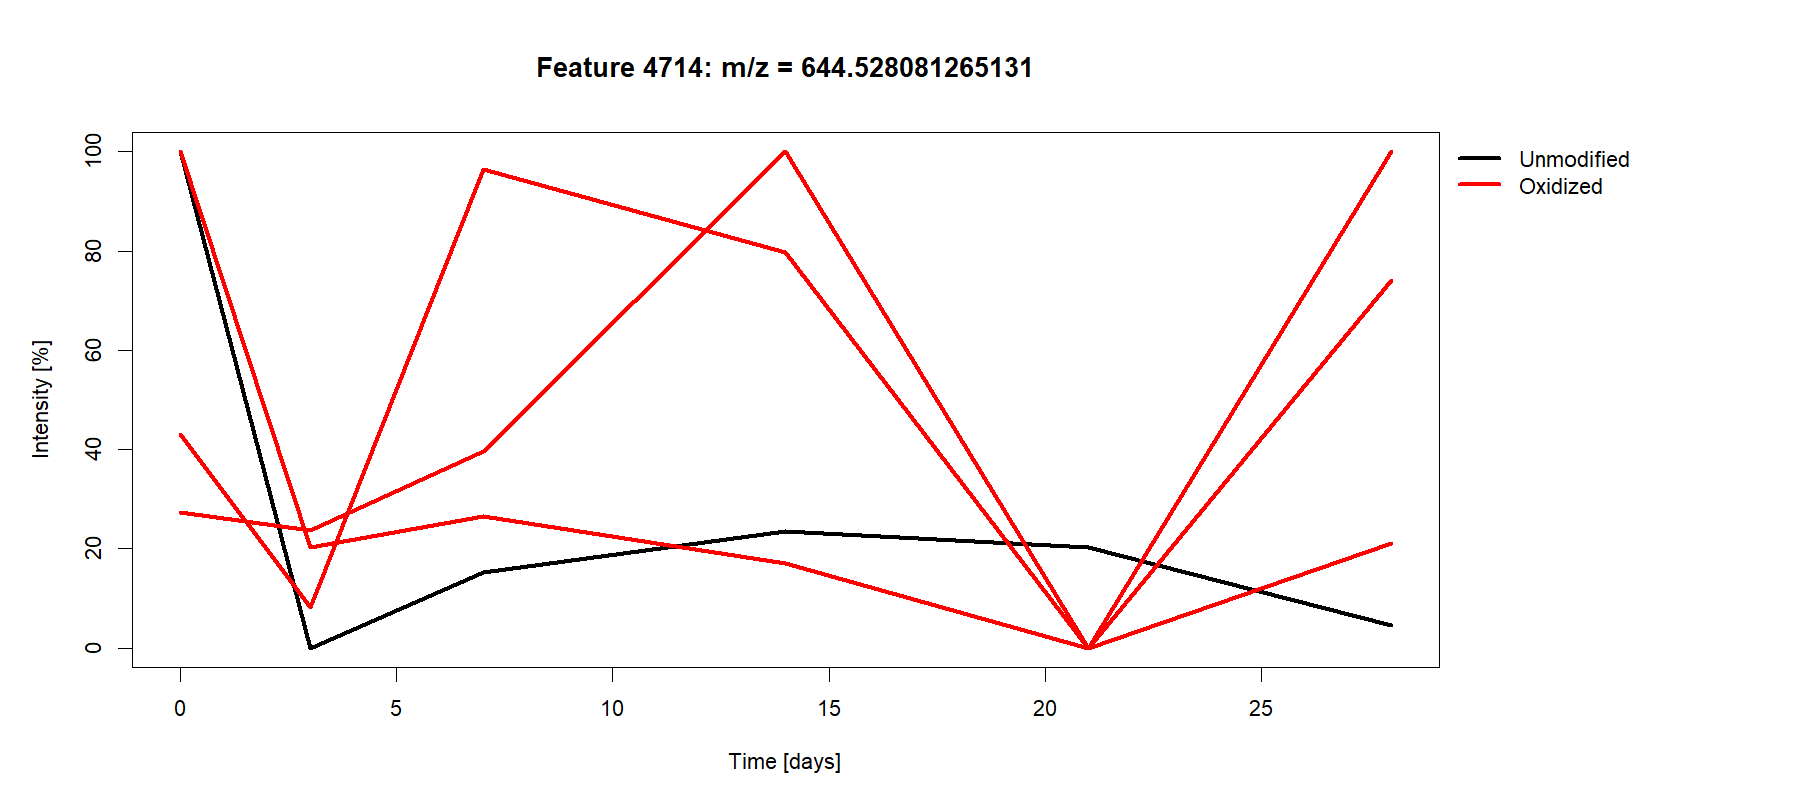 Feature 4714: m/z = 644.528081265131
Unmodified
Oxidized
Intensity [%]
100
80
60
40
20
0
0 5 10 15 20 25
Time [days]